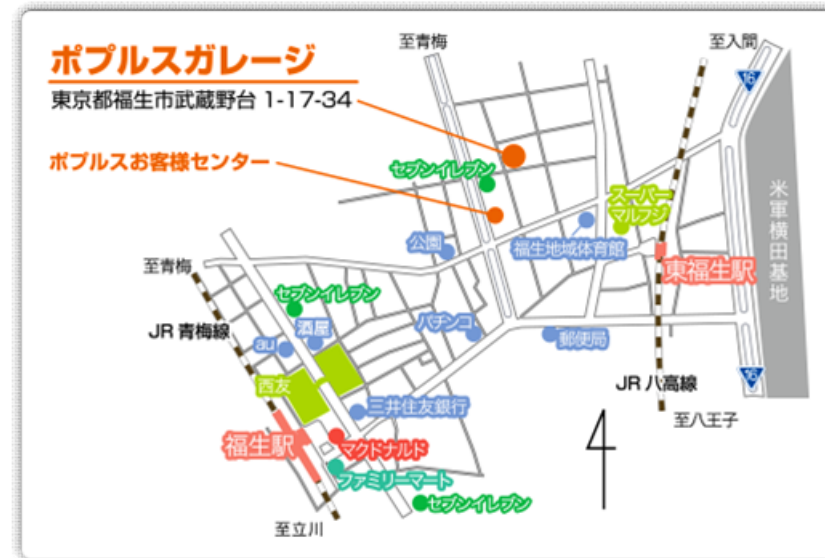 ポプルスガレージ
東京都福生市武蔵野台 1-17-34
ポプルスお客様センター
至青梅
至入間
16
セブンイレブン
スーパー
マルフジ
公園
福生地域体育館
東福生駅
米軍横田基地
至青梅
セブンイレブン
JR 青梅線
酒屋
au
パチンコ
郵便局
西友
JR 八高線
16
三井住友銀行
至八王子
福生駅
マクドナルド
ファミリーマート
セブンイレブン
至立川